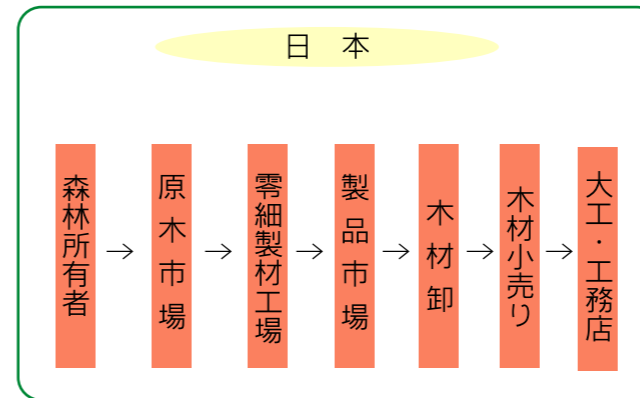 日 本
森林所有者
→
原木市場
→
零細製材工場
→
製品市場
→
木材卸
→
木材小売り
→
大工・工務店